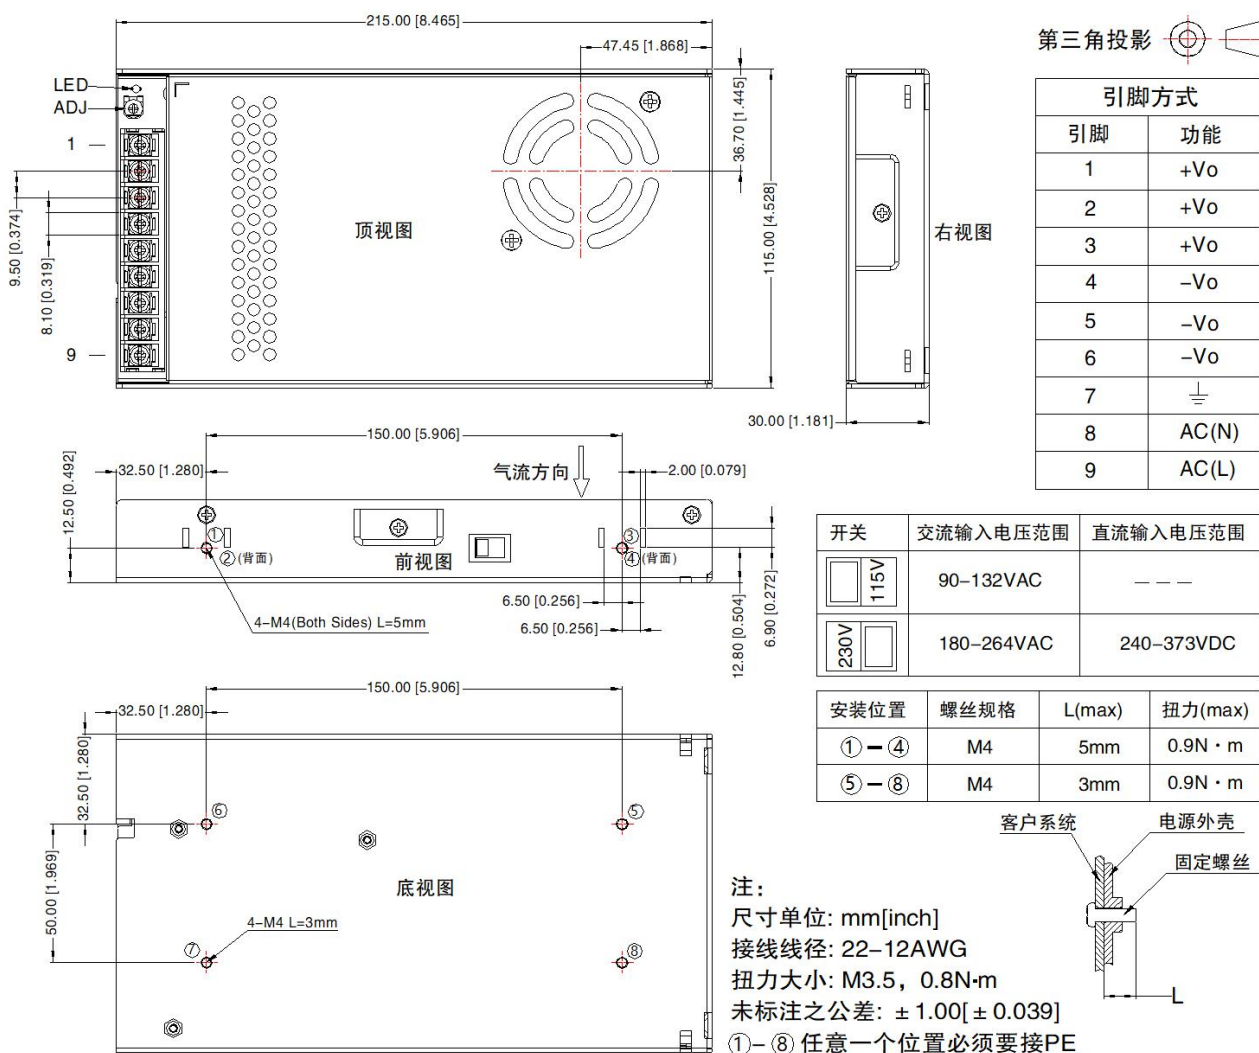 215.00 [8.465]
47.45 [1.868]
第三角投影
LED
ADJ
1
9
9.50 [0.374]
8.10 [0.319]
顶视图
36.70 [1.445]
115.00 [4.528]
右视图
30.00 [1.181]
引脚方式
引脚 功能
1 +Vo
2 +Vo
3 +Vo
4 –Vo
5 –Vo
6 –Vo
7
8 AC(N)
9 AC(L)
150.00 [5.906]
32.50 [1.280]
气流方向
2.00 [0.079]
12.50 [0.492]
①
②(背面)
前视图
③
④(背面)
6.50 [0.256]
6.50 [0.256]
12.80 [0.504]
6.90 [0.272]
4–M4(Both Sides) L=5mm
开关 交流输入电压范围 直流输入电压范围
115V 90–132VAC – – –
230V 180–264VAC 240–373VDC
安装位置 螺丝规格 L(max) 扭力(max)
①–④ M4 5mm 0.9N·m
⑤–⑧ M4 3mm 0.9N·m
150.00 [5.906]
32.50 [1.280]
32.50 [1.280]
50.00 [1.969]
⑥
⑤
底视图
4–M4 L=3mm
⑦
⑧
客户系统
电源外壳
固定螺丝
L
注:
尺寸单位: mm[inch]
接线线径: 22–12AWG
扭力大小: M3.5，0.8N·m
未标注之公差: ±1.00[±0.039]
①–⑧ 任意一个位置必须要接PE